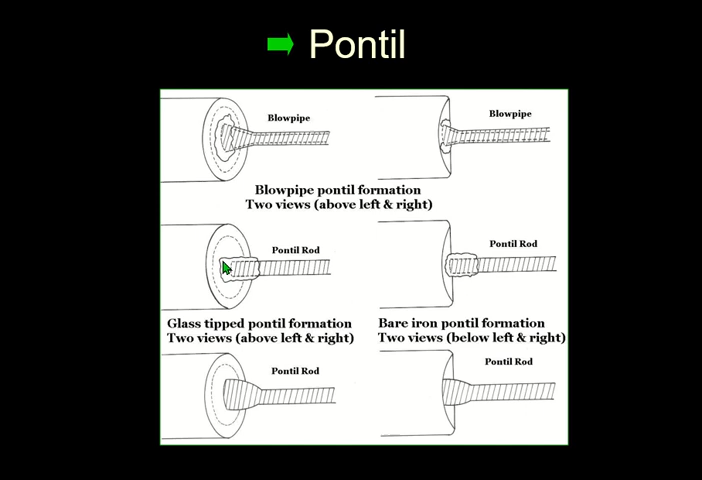 Pontil
Blowpipe
Blowpipe
Blowpipe pontil formation
Two views (above left & right)
Pontil Rod
Pontil Rod
Glass tipped pontil formation
Two views (above left & right)
Bare iron pontil formation
Two views (below left & right)
Pontil Rod
Pontil Rod